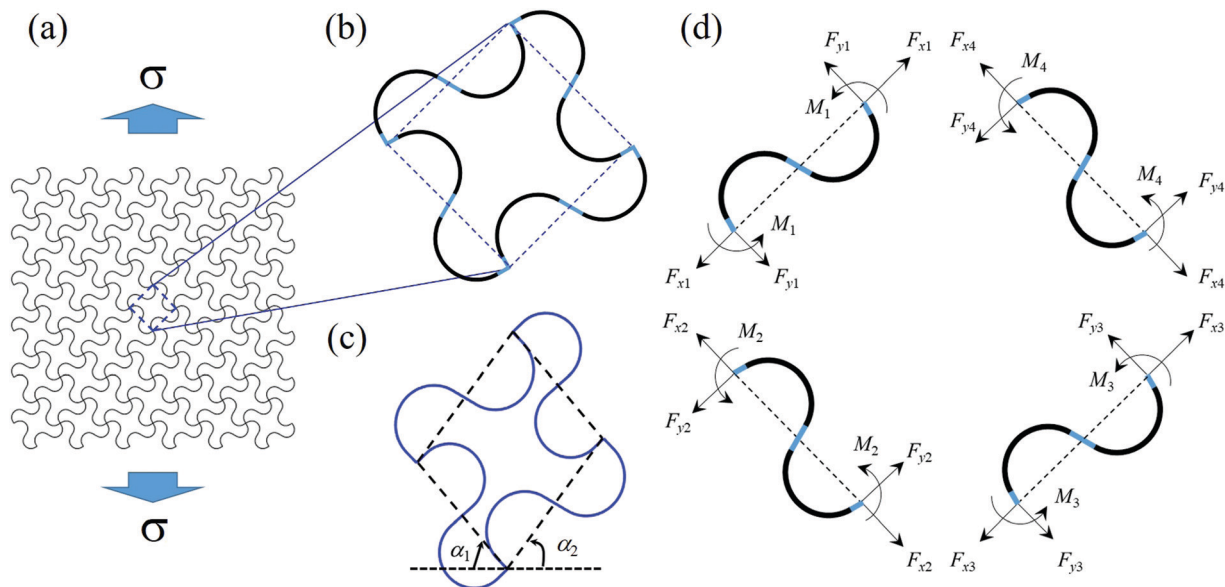 (a)
σ
σ
(b)
(c)
α1
α2
(d)
Fy1
Fx1
M1
M1
Fx1
Fy1
Fx4
M4
Fy4
M4
Fy4
Fx4
Fx2
M2
Fy2
M2
Fy2
Fx2
Fy3
Fx3
M3
M3
Fx3
Fy3